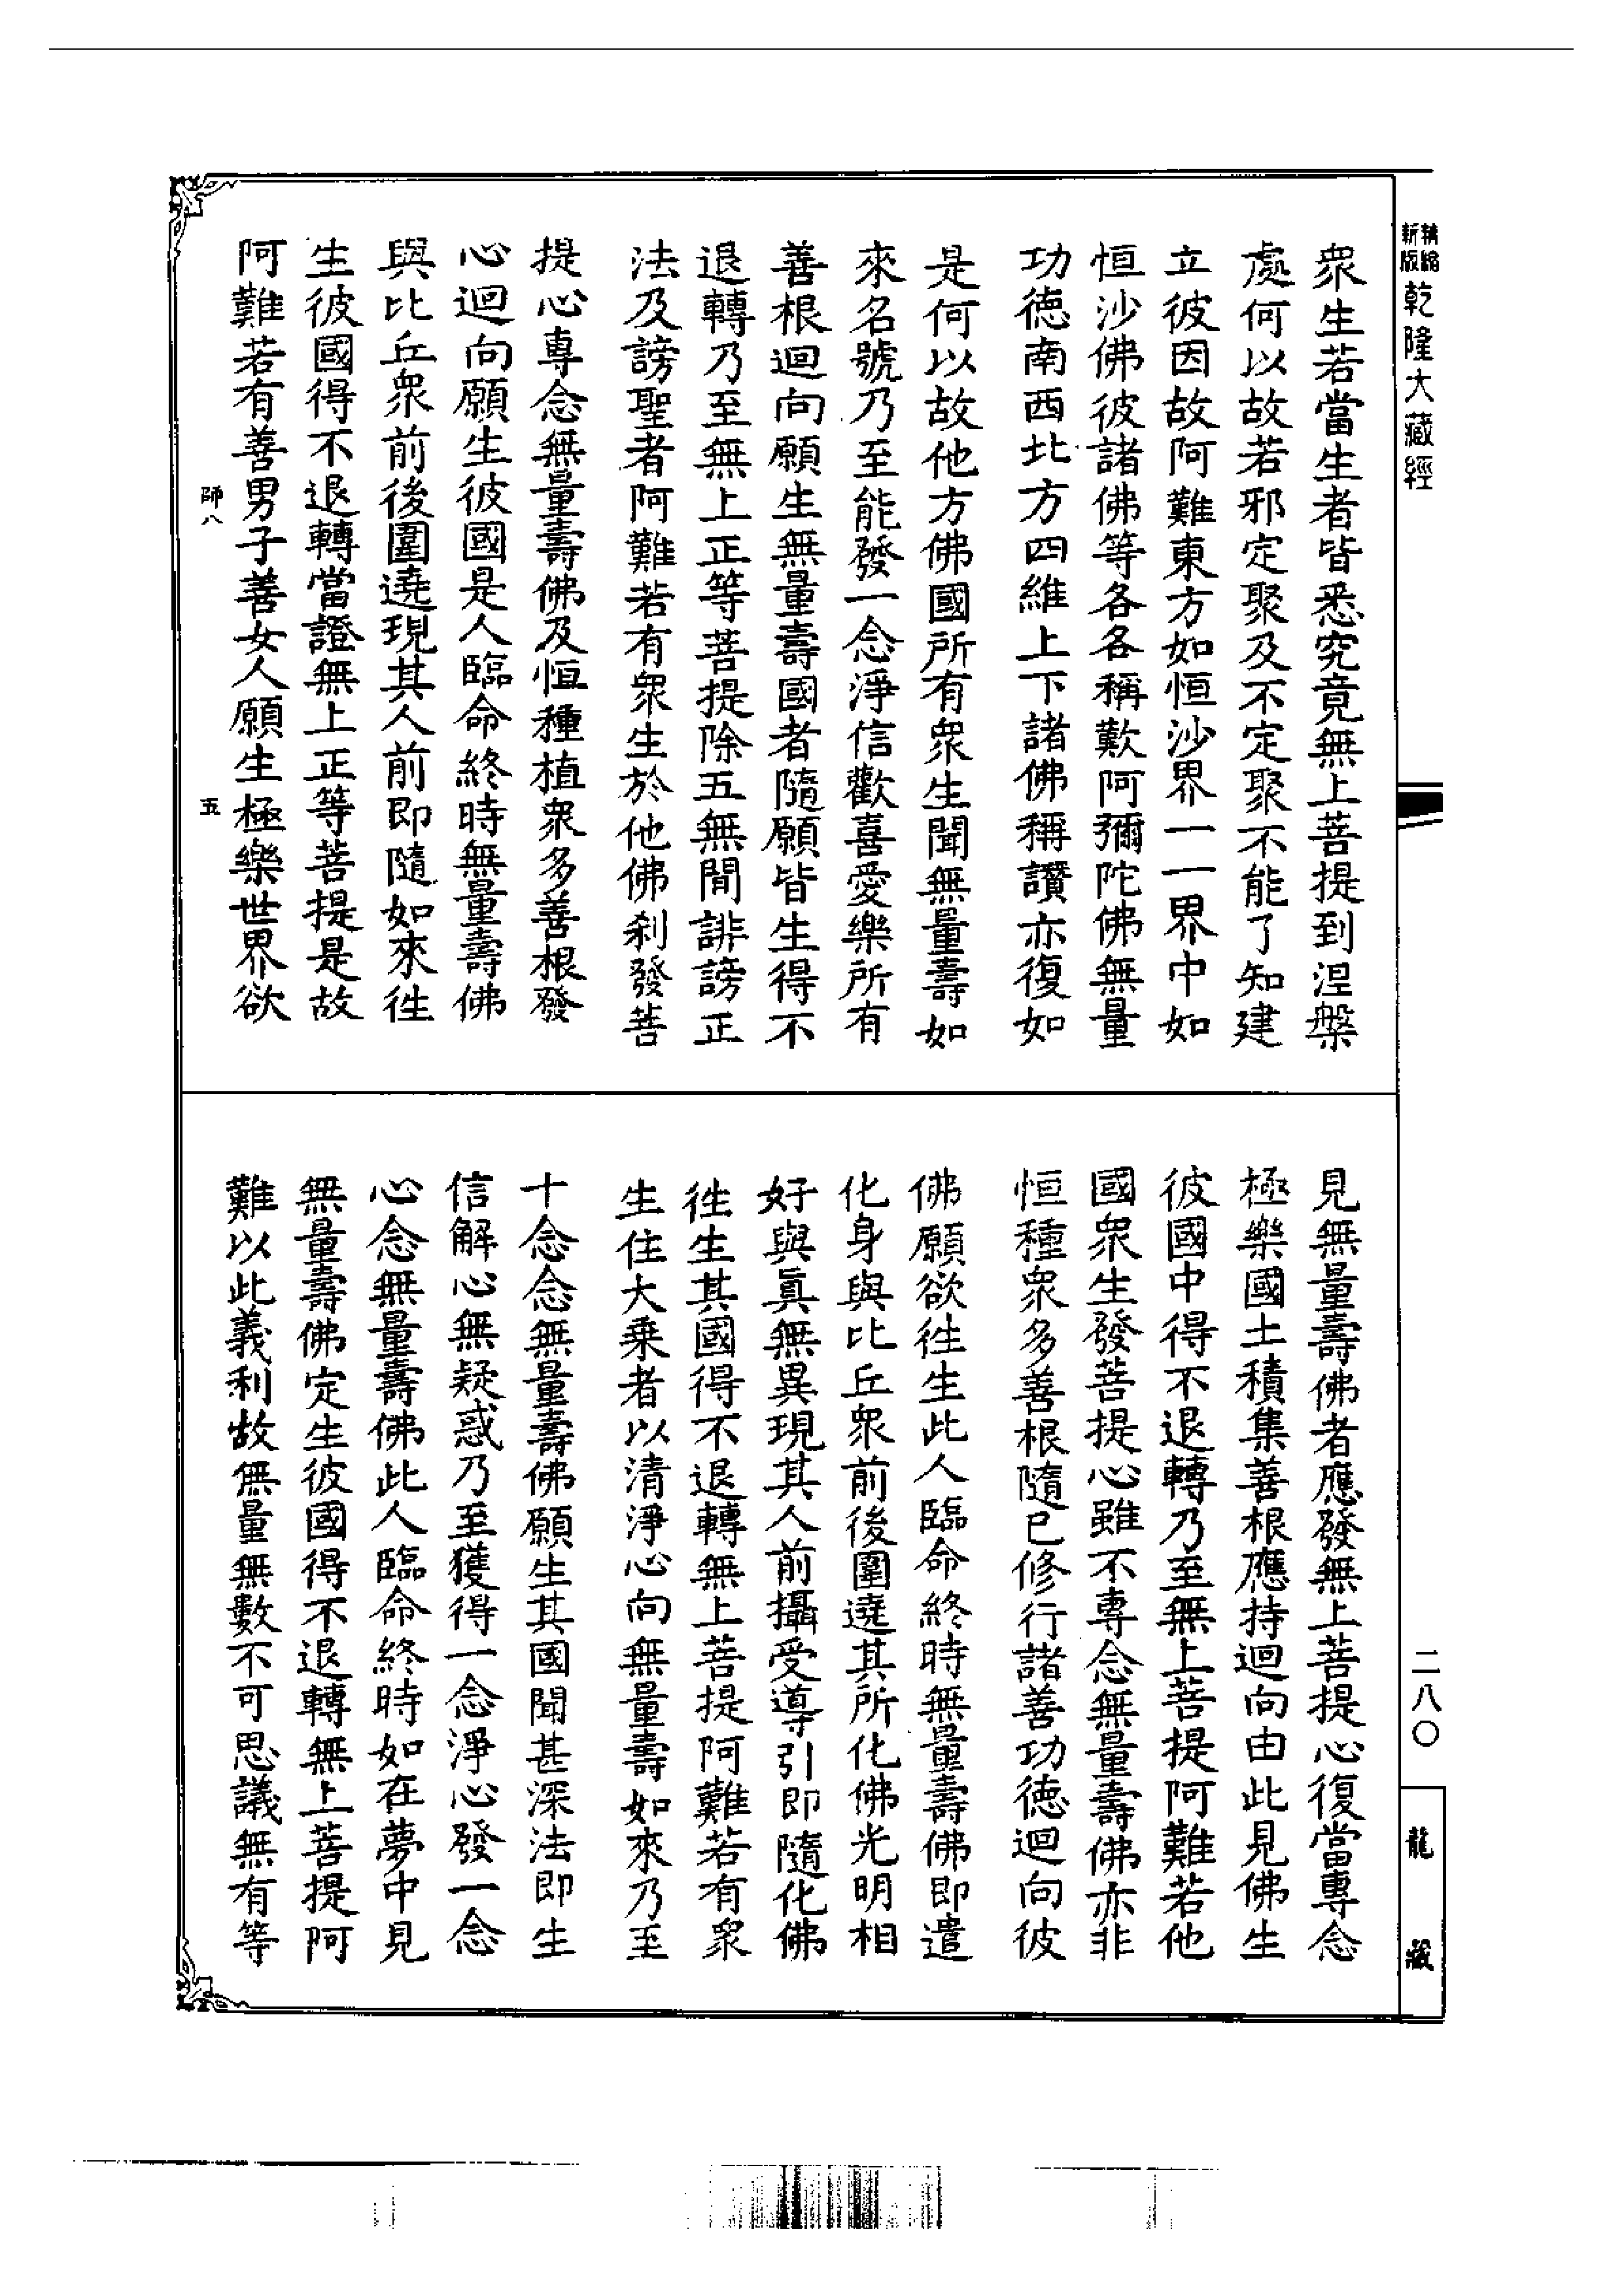 精縮新版
乾隆大藏經
衆生若當生者皆悉究竟無上菩提到涅槃
處何以故若邪定聚及不定聚不能了知建
立彼因故阿難東方如恒沙界一一界中如
恒沙佛彼諸佛等各各稱歎阿彌陀佛無量
功德南西北方四維上下諸佛稱讚亦復如
是何以故他方佛國所有衆生聞無量壽如
來名號乃至能發一念淨信歡喜愛樂所有
善根迴向願生無量壽國者隨願皆生得不
退轉乃至無上正等菩提除五無間誹謗正
法及謗聖者阿難若有衆生於他佛刹發菩
提心專念無量壽佛及恒種植衆多善根發
心迴向願生彼國是人臨命終時無量壽佛
與比丘衆前後圍遶現其人前即隨如來往
生彼國得不退轉當證無上正等菩提是故
阿難若有善男子善女人願生極樂世界欲
師八
五
見無量壽佛者應發無上菩提心復當專念
極樂國土積集善根應持迴向由此見佛生
彼國中得不退轉乃至無上菩提阿難若他
國衆生發菩提心雖不專念無量壽佛亦非
恒種衆多善根隨已修行諸善功德迴向彼
佛願欲往生此人臨命終時無量壽佛即遣
化身與比丘衆前後圍遶其所化佛光明相
好與眞無異現其人前攝受導引即隨化佛
往生其國得不退轉無上菩提阿難若有衆
生住大乘者以清淨心向無量壽如來乃至
十念念無量壽佛願生其國聞甚深法即生
信解心無疑惑乃至獲得一念淨心發一念
心念無量壽佛此人臨命終時如在夢中見
無量壽佛定生彼國得不退轉無上菩提阿
難以此義利故無量無數不可思議無有等
二八〇
龍藏